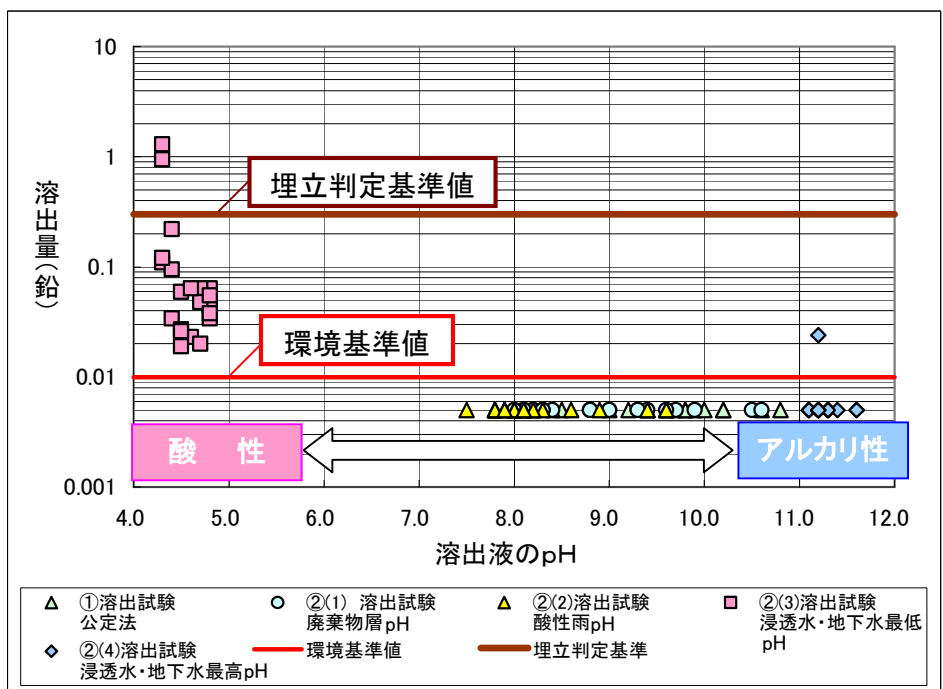 10
1
0.1
0.01
0.001
溶出量(鉛)
埋立判定基準値
環境基準値
酸 性
アルカリ性
4.0 5.0 6.0 7.0 8.0 9.0 10.0 11.0 12.0
溶出液のpH
①溶出試験
公定法
②(1) 溶出試験
廃棄物層pH
②(2)溶出試験
酸性雨pH
②(3)溶出試験
浸透水・地下水最低
pH
②(4)溶出試験
浸透水・地下水最高pH
環境基準値
埋立判定基準